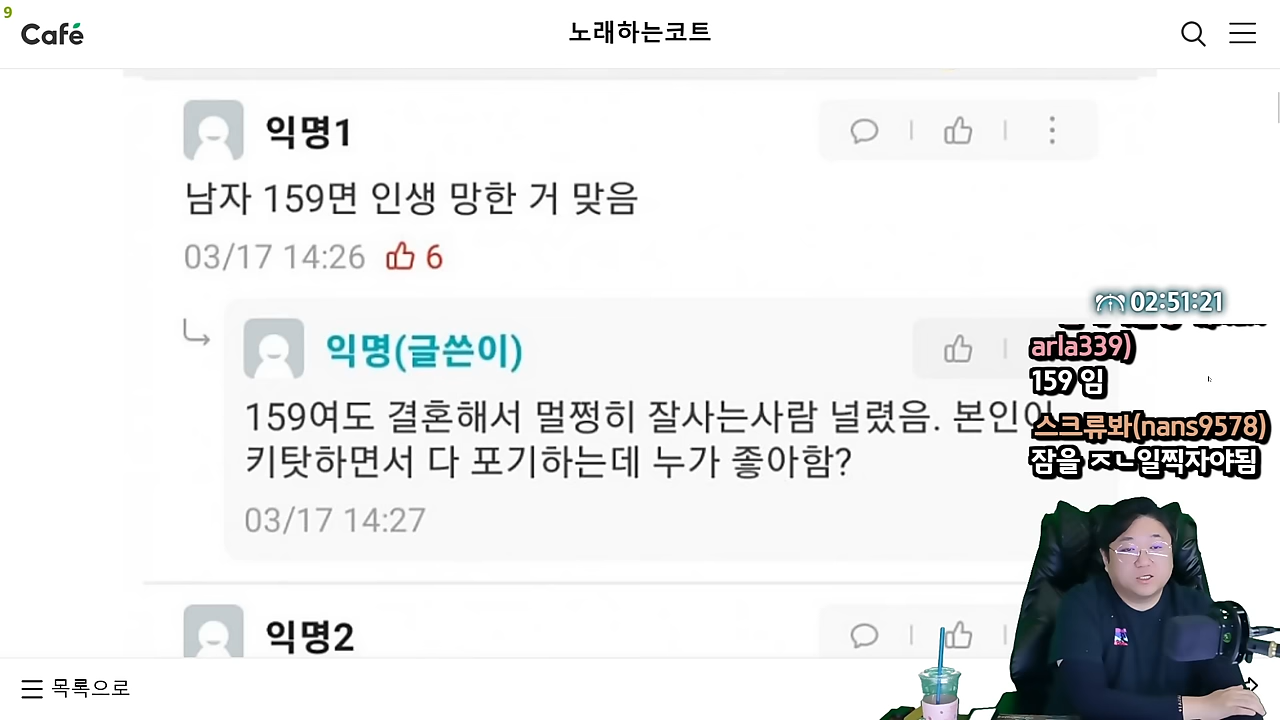 9
Café
노래하는코트
익명1
남자 159면 인생 망한 거 맞음
03/17 14:26 6
익명(글쓴이)
159여도 결혼해서 멀쩡히 잘사는사람 널렸음. 본인이
키탓하면서 다 포기하는데 누가 좋아함?
03/17 14:27
익명2
목록으로
02:51:21
arla339)
159 임
스크류봐(nans9578)
잠을 ㅈㄴ일찍자야됨